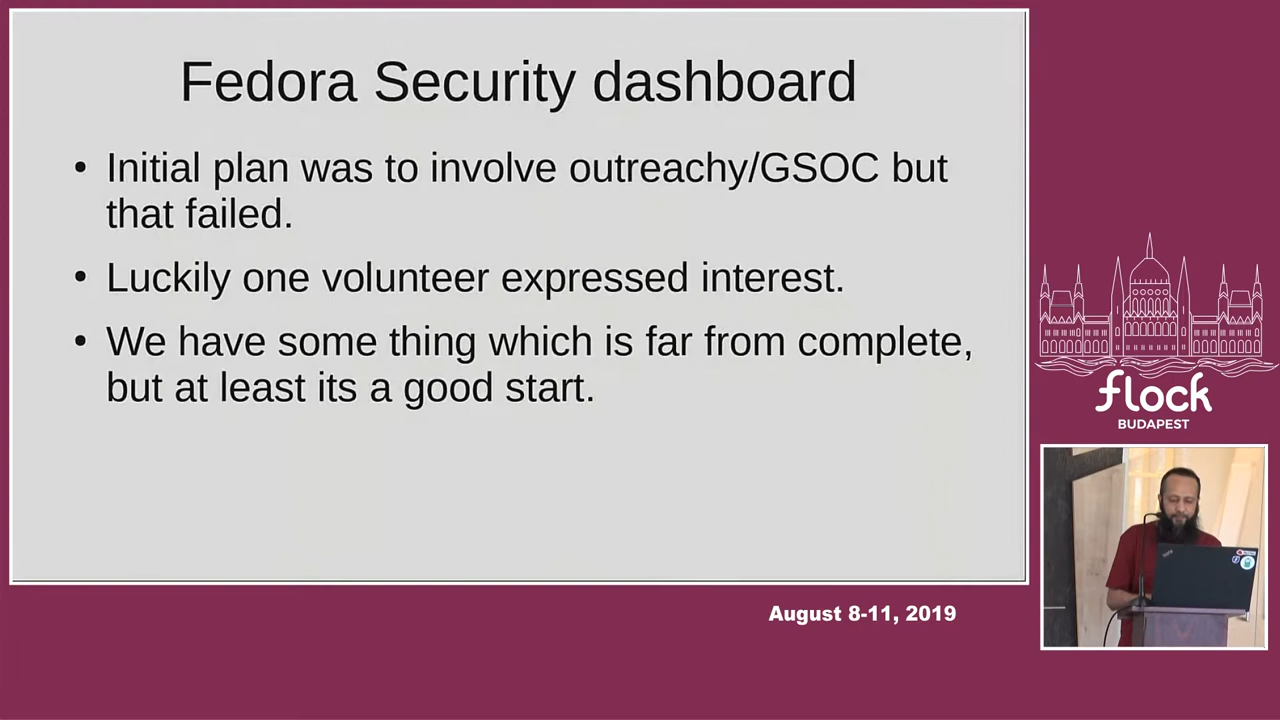 Fedora Security dashboard
• Initial plan was to involve outreachy/GSOC but
that failed.
• Luckily one volunteer expressed interest.
• We have some thing which is far from complete,
but at least its a good start.
flock
BUDAPEST
August 8-11, 2019